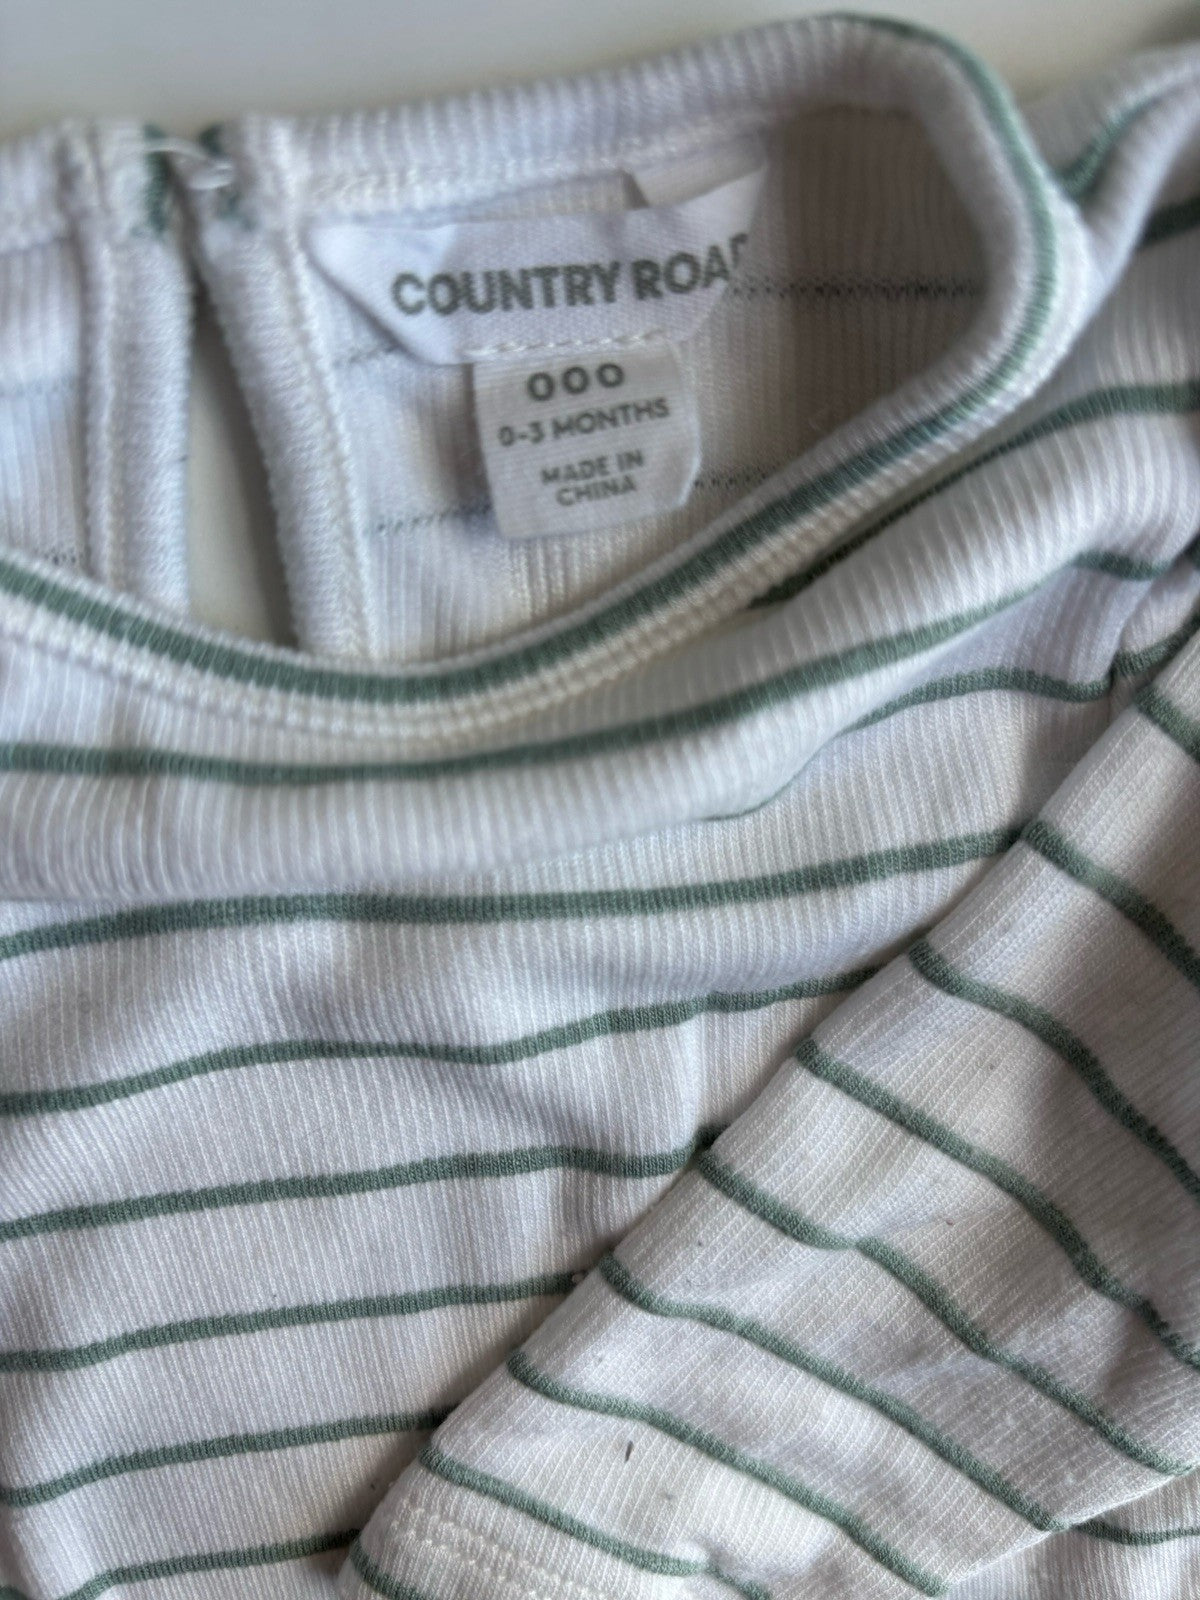 COUNTRY ROAD
000
0-3 MONTHS
MADE IN
CHINA